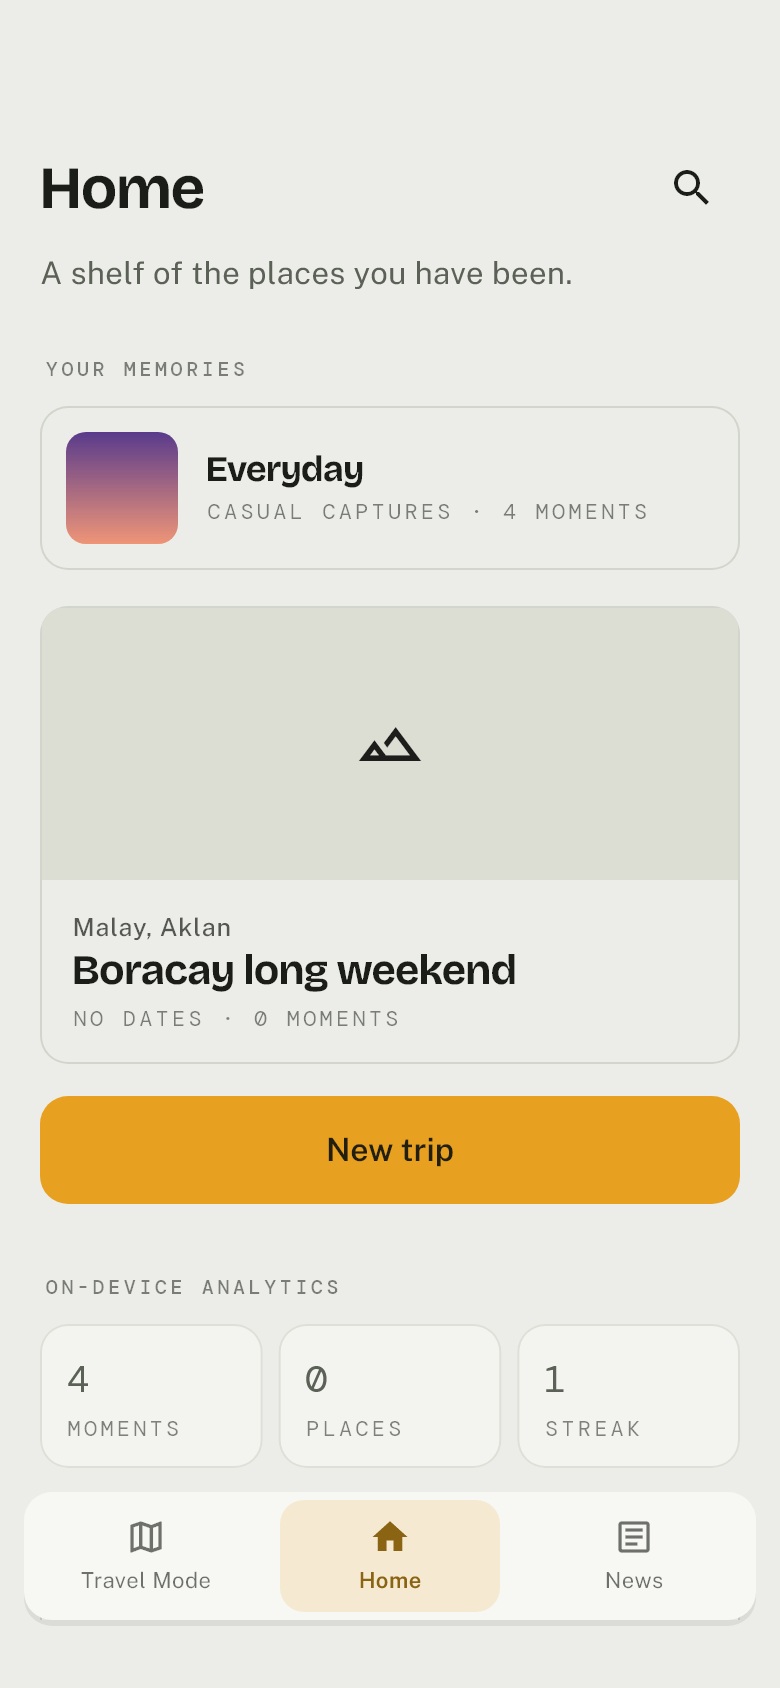 Home
A shelf of the places you have been.
YOUR MEMORIES
Everyday
CASUAL CAPTURES · 4 MOMENTS
Malay, Aklan
Boracay long weekend
NO DATES · 0 MOMENTS
New trip
ON-DEVICE ANALYTICS
4
MOMENTS
0
PLACES
1
STREAK
Travel Mode
Home
News